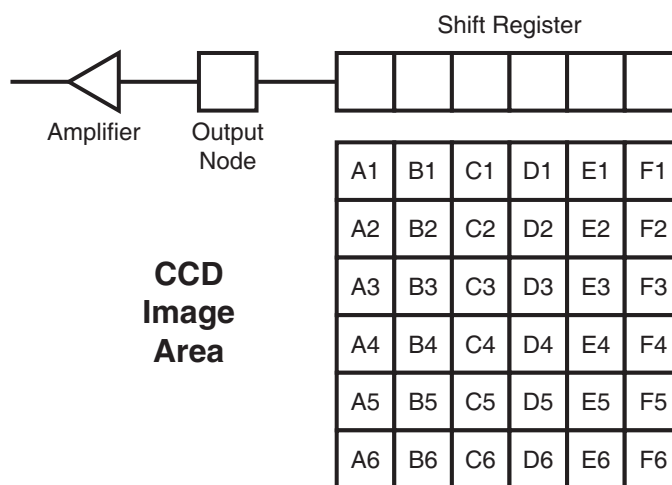 Shift Register
Amplifier
Output
Node
A1 B1 C1 D1 E1 F1
A2 B2 C2 D2 E2 F2
CCD
Image
Area
A3 B3 C3 D3 E3 F3
A4 B4 C4 D4 E4 F4
A5 B5 C5 D5 E5 F5
A6 B6 C6 D6 E6 F6